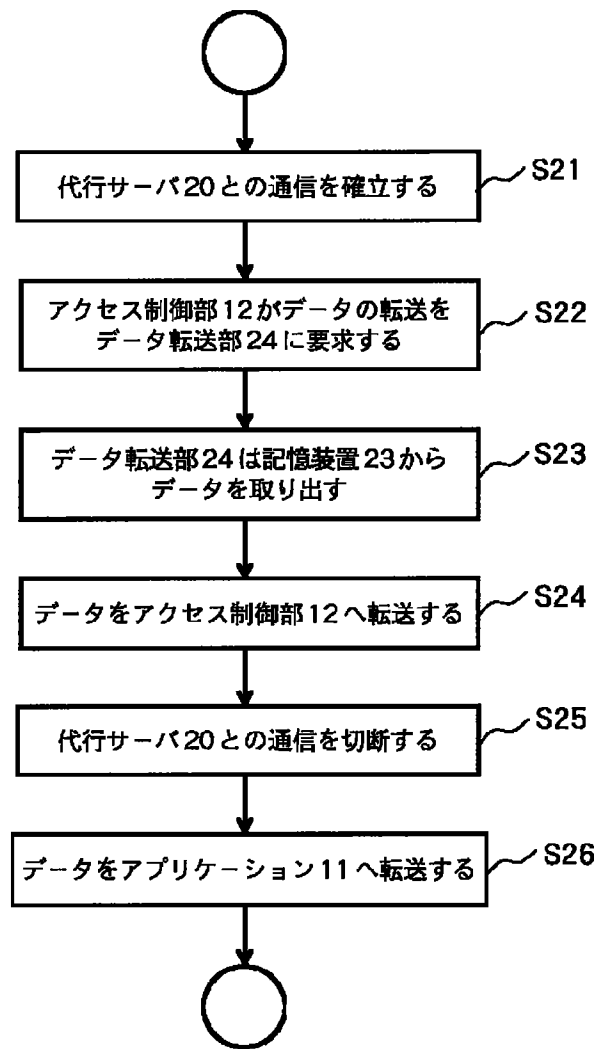 代行サーバ20との通信を確立する
S21
アクセス制御部12がデータの転送を
データ転送部24に要求する
S22
データ転送部24は記憶装置23から
データを取り出す
S23
データをアクセス制御部12へ転送する
S24
代行サーバ20との通信を切断する
S25
データをアプリケーション11へ転送する
S26